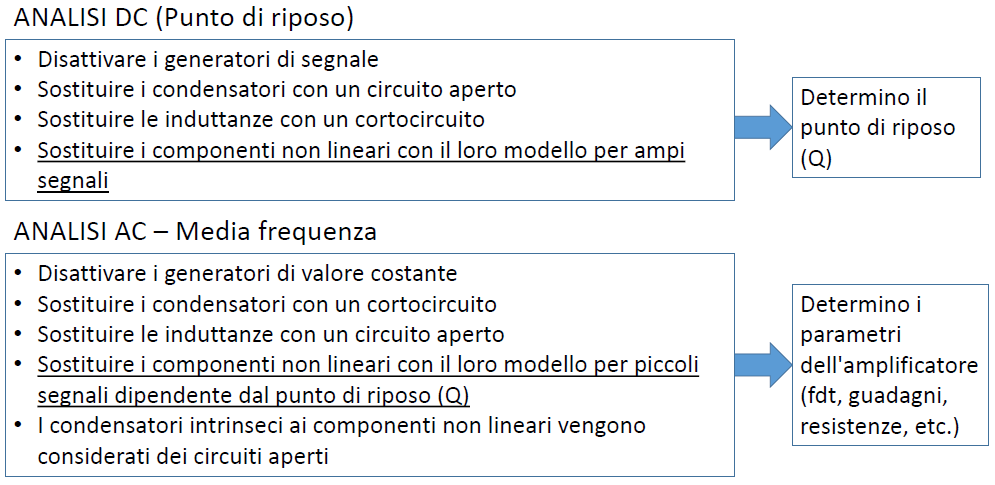 ANALISI DC (Punto di riposo)
• Disattivare i generatori di segnale
• Sostituire i condensatori con un circuito aperto
• Sostituire le induttanze con un cortocircuito
• Sostituire i componenti non lineari con il loro modello per ampi
segnali
Determino il
punto di riposo
(Q)
ANALISI AC – Media frequenza
• Disattivare i generatori di valore costante
• Sostituire i condensatori con un cortocircuito
• Sostituire le induttanze con un circuito aperto
• Sostituire i componenti non lineari con il loro modello per piccoli
segnali dipendente dal punto di riposo (Q)
• I condensatori intrinseci ai componenti non lineari vengono
considerati dei circuiti aperti
Determino i
parametri
dell'amplificatore
(fdt, guadagni,
resistenze, etc.)